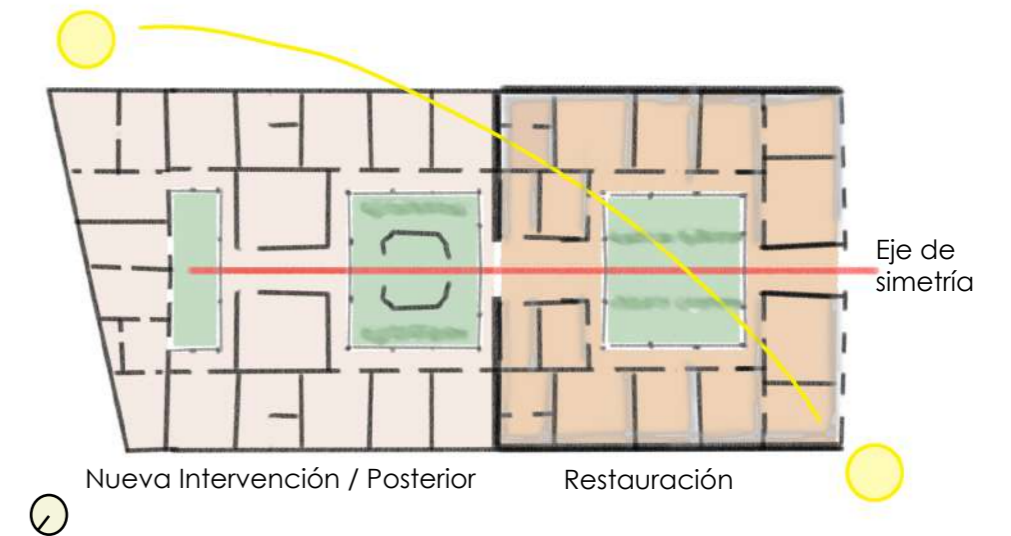 Eje de
simetría
Nueva Intervención / Posterior
Restauración